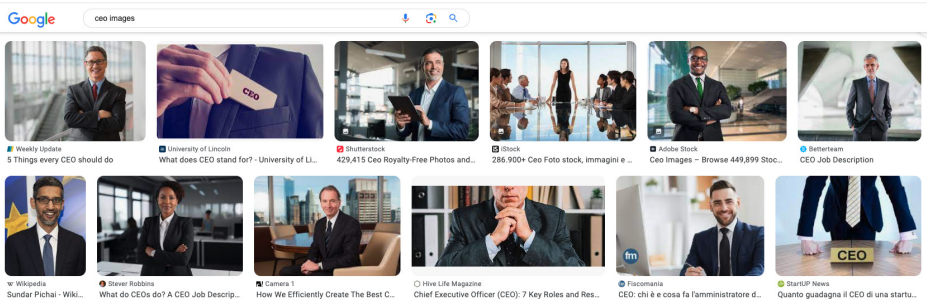 Google
ceo images
CEO
Weekly Update
5 Things every CEO should do
University of Lincoln
What does CEO stand for? - University of Li...
Shutterstock
429,415 Ceo Royalty-Free Photos and...
iStock
286.900+ Ceo Foto stock, immagini e ...
Adobe Stock
Ceo Images – Browse 449,899 Stoc...
Betterteam
CEO Job Description
fm
CEO
Wikipedia
Sundar Pichai - Wiki...
Stever Robbins
What do CEOs do? A CEO Job Descrip...
Camera 1
How We Efficiently Create The Best C...
Hive Life Magazine
Chief Executive Officer (CEO): 7 Key Roles and Res...
Fiscomania
CEO: chi è e cosa fa l'amministratore d...
StartUP News
Quanto guadagna il CEO di una startu...